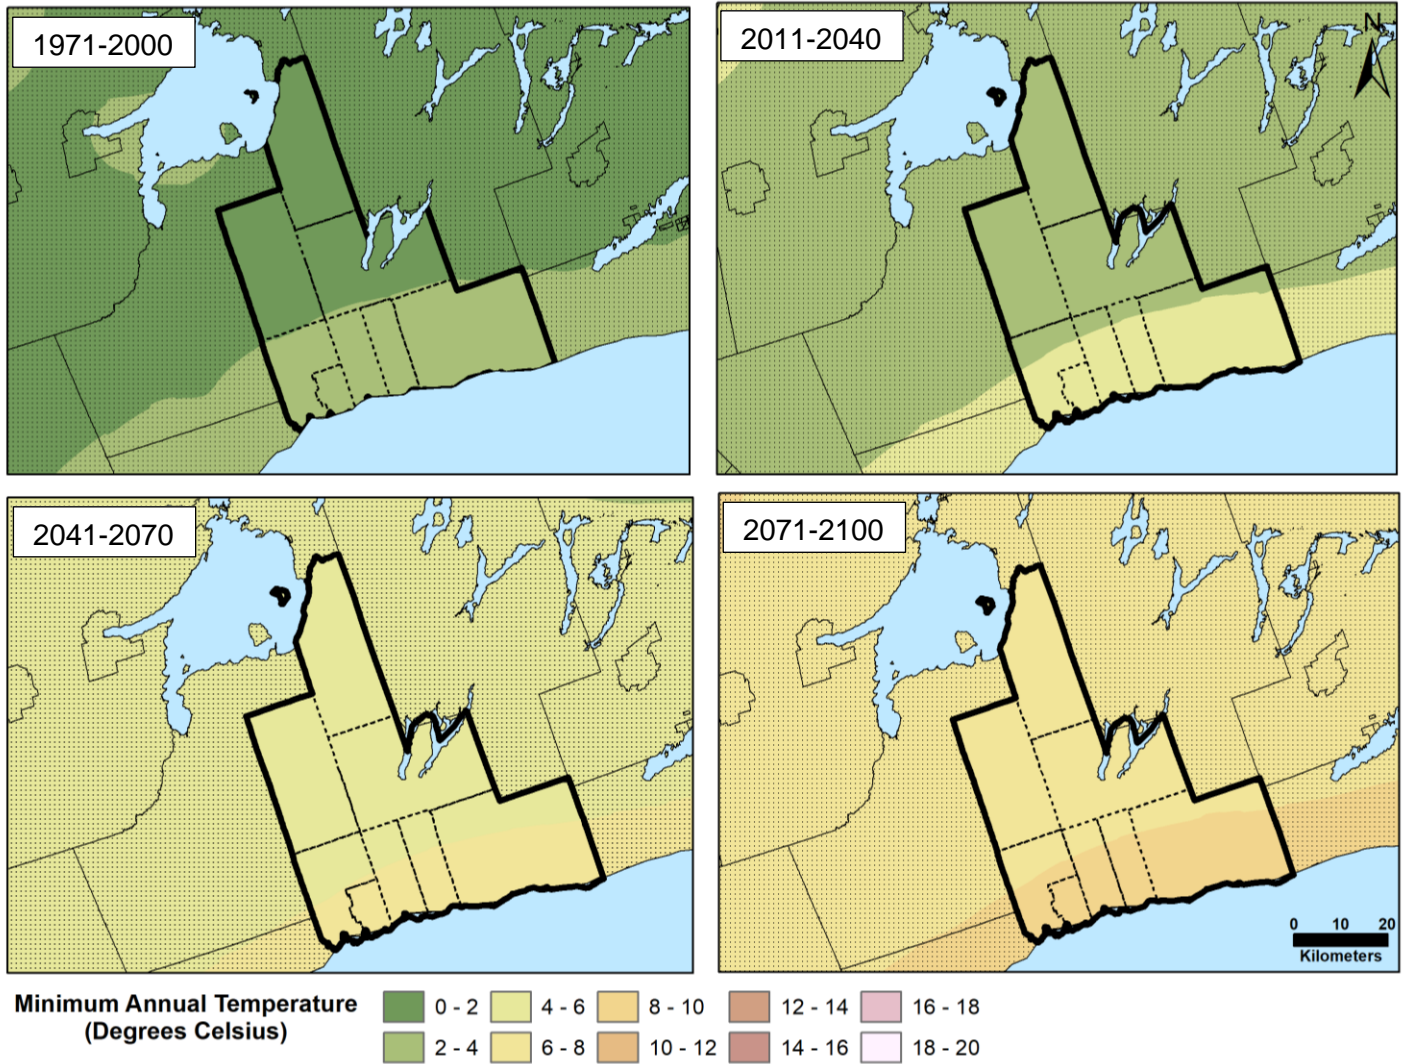 1971-2000
2011-2040
N
2041-2070
2071-2100
0 10 20
Kilometers
Minimum Annual Temperature
(Degrees Celsius)
0 - 2 4 - 6 8 - 10 12 - 14 16 - 18
2 - 4 6 - 8 10 - 12 14 - 16 18 - 20